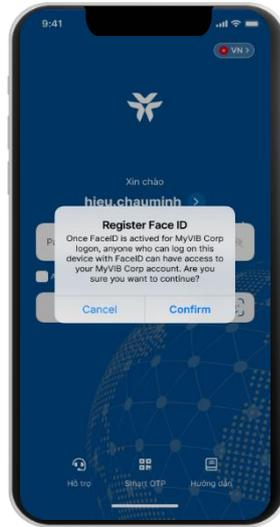 9:41
VN >
Xin chào
hieu.chauminh >
Register Face ID
Once FaceID is actived for MyVIB Corp
logon, anyone who can log on this
device with FaceID can have access to
your MyVIB Corp account. Are you
sure you want to continue?
Cancel
Confirm
Hỗ trợ
Smart OTP
Hướng dẫn